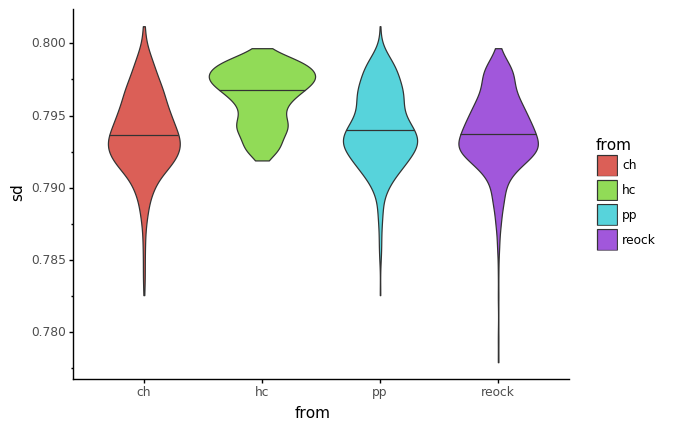 0.800
0.795
0.790
0.785
0.780
sd
ch
hc
pp
reock
from
from
ch
hc
pp
reock